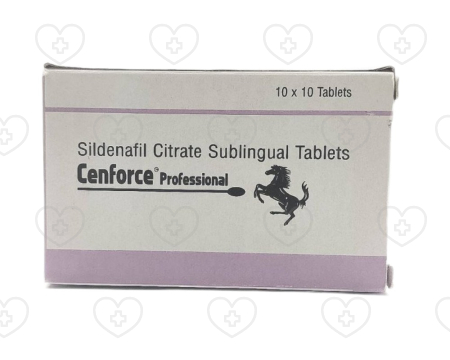 10 x 10 Tablets
Sildenafil Citrate Sublingual Tablets
Cenforce® Professional